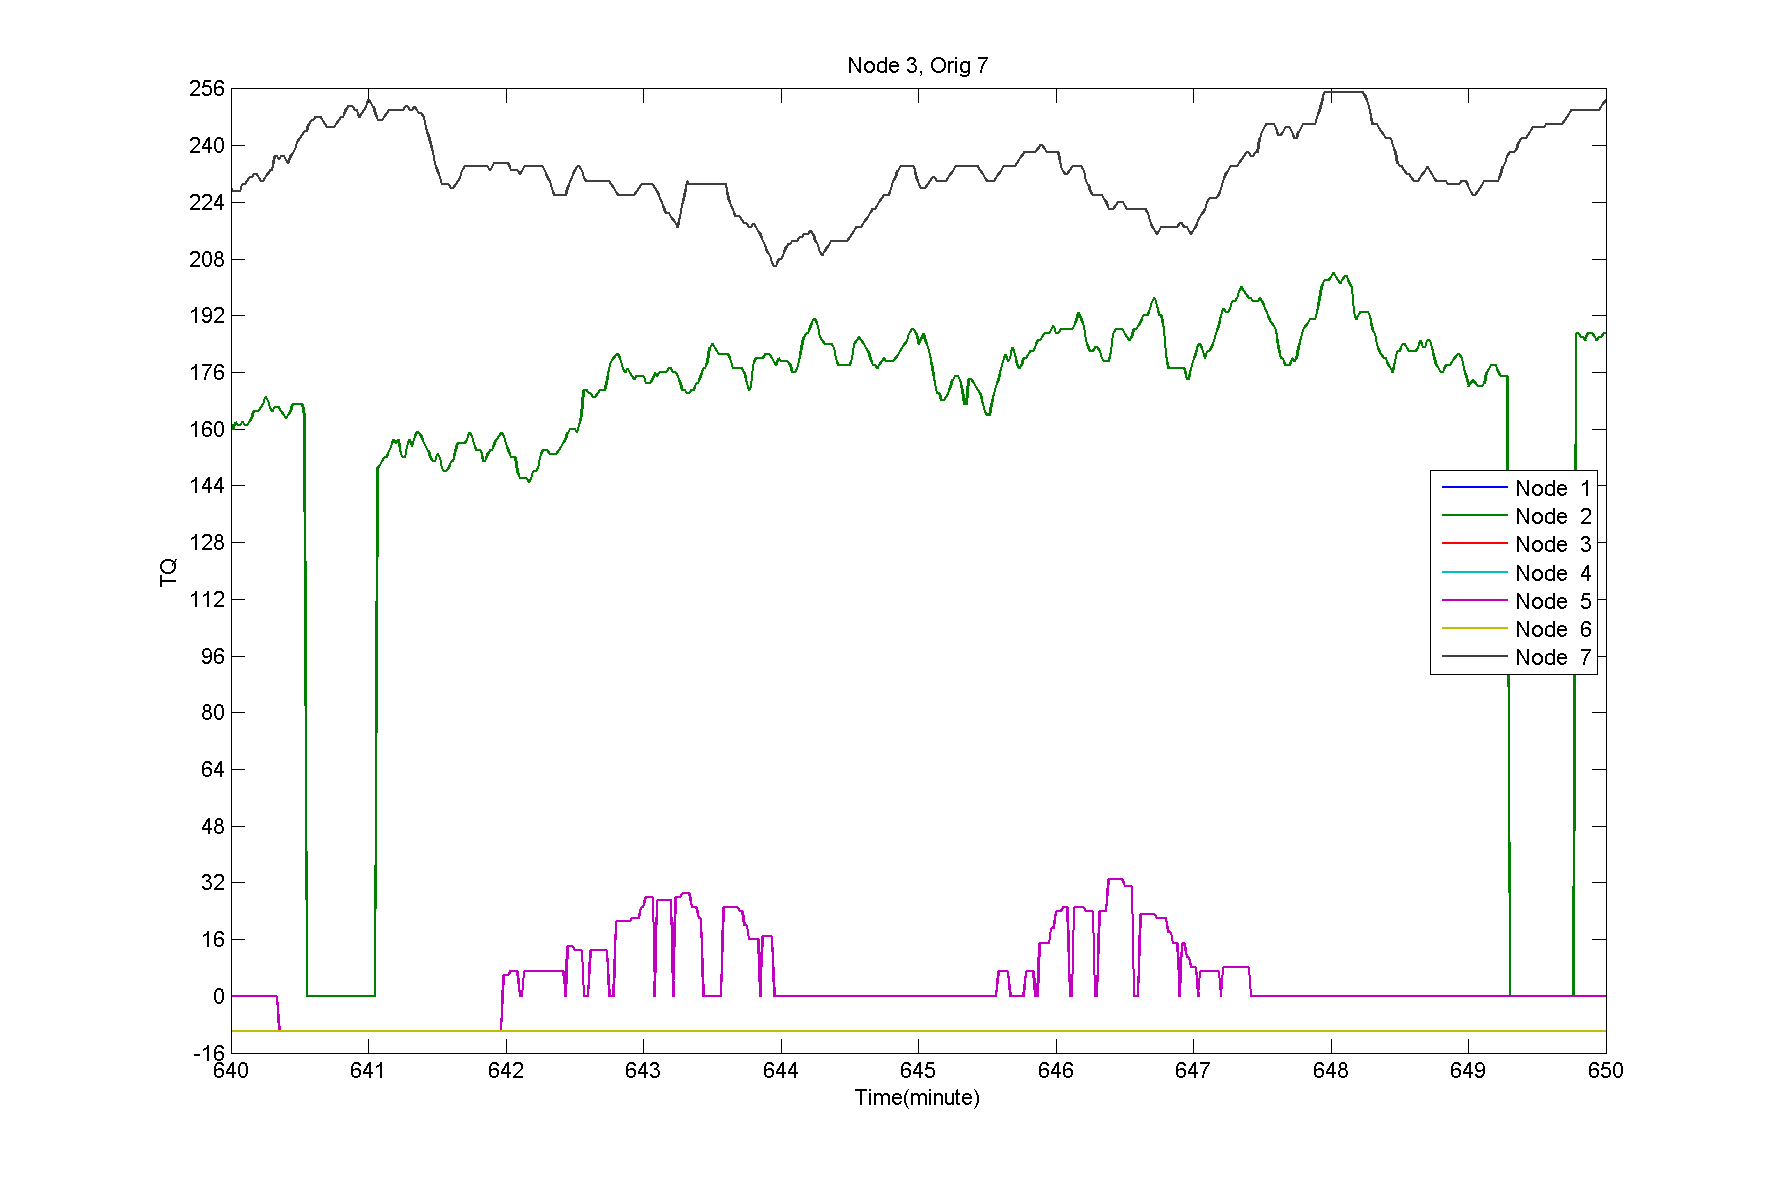 Node 3, Orig 7
256
240
224
208
192
176
160
144
128
112
96
80
64
48
32
16
0
-16
TQ
Node 1
Node 2
Node 3
Node 4
Node 5
Node 6
Node 7
640 641 642 643 644 645 646 647 648 649 650
Time(minute)